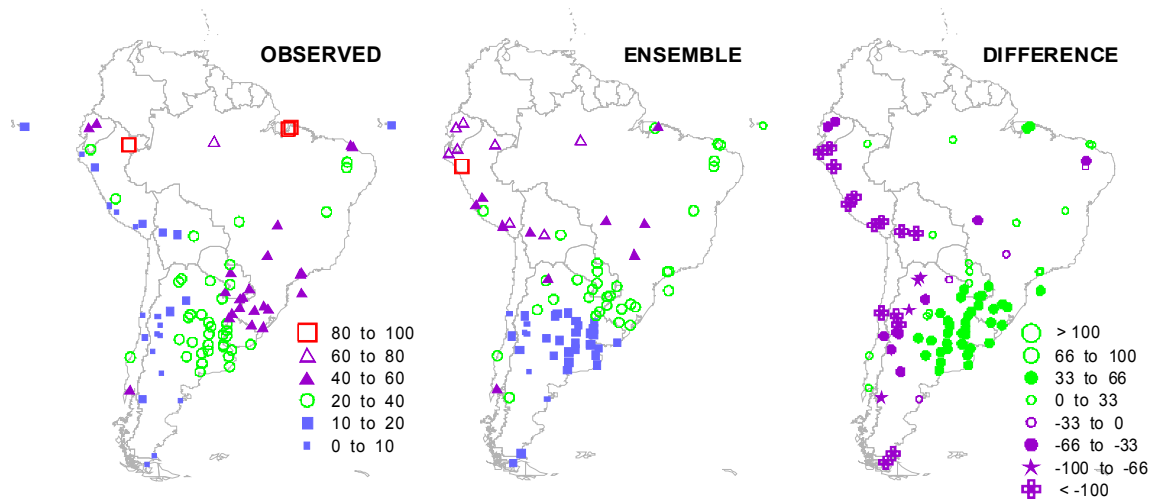 OBSERVED
ENSEMBLE
DIFFERENCE
80 to 100
60 to 80
40 to 60
20 to 40
10 to 20
0 to 10
> 100
66 to 100
33 to 66
0 to 33
-33 to 0
-66 to -33
-100 to -66
< -100